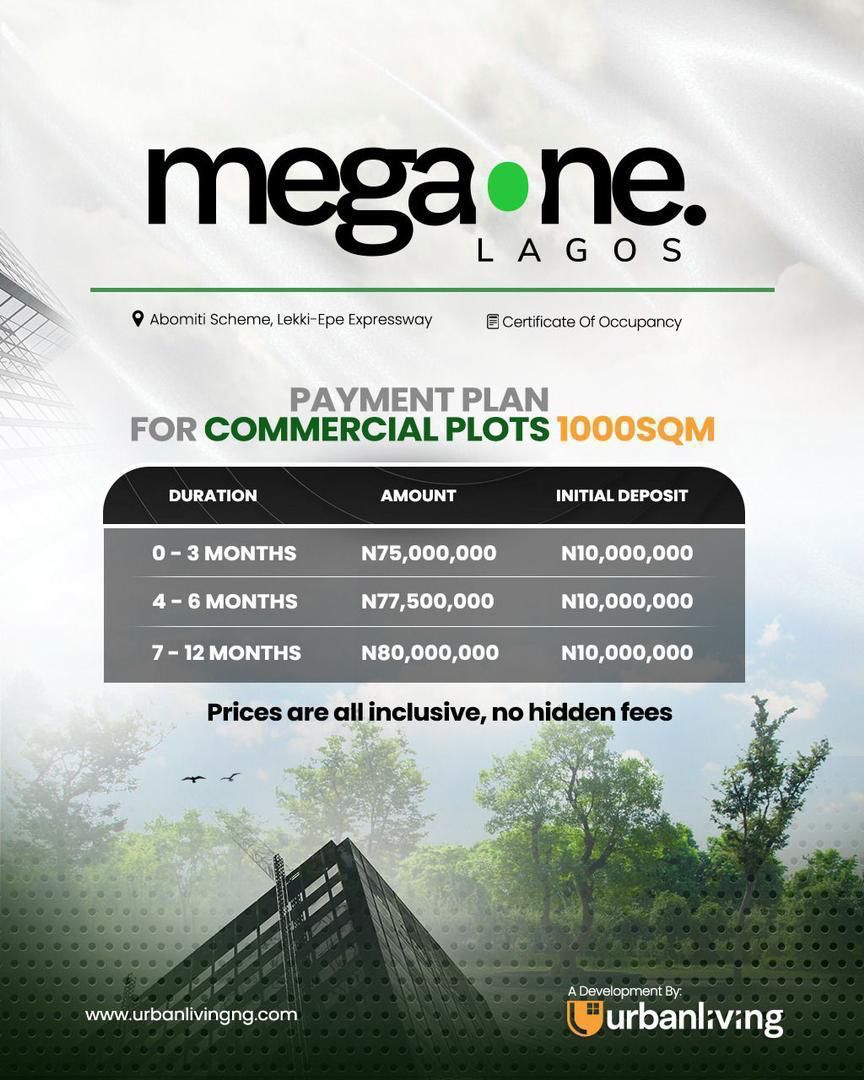 megaone.
LAGOS
Abomiti Scheme, Lekki-Epe Expressway
Certificate Of Occupancy
PAYMENT PLAN
FOR COMMERCIAL PLOTS 1000SQM
DURATION AMOUNT INITIAL DEPOSIT
0 - 3 MONTHS N75,000,000 N10,000,000
4 - 6 MONTHS N77,500,000 N10,000,000
7 - 12 MONTHS N80,000,000 N10,000,000
Prices are all inclusive, no hidden fees
www.urbanlivingng.com
A Development By:
urbanliving